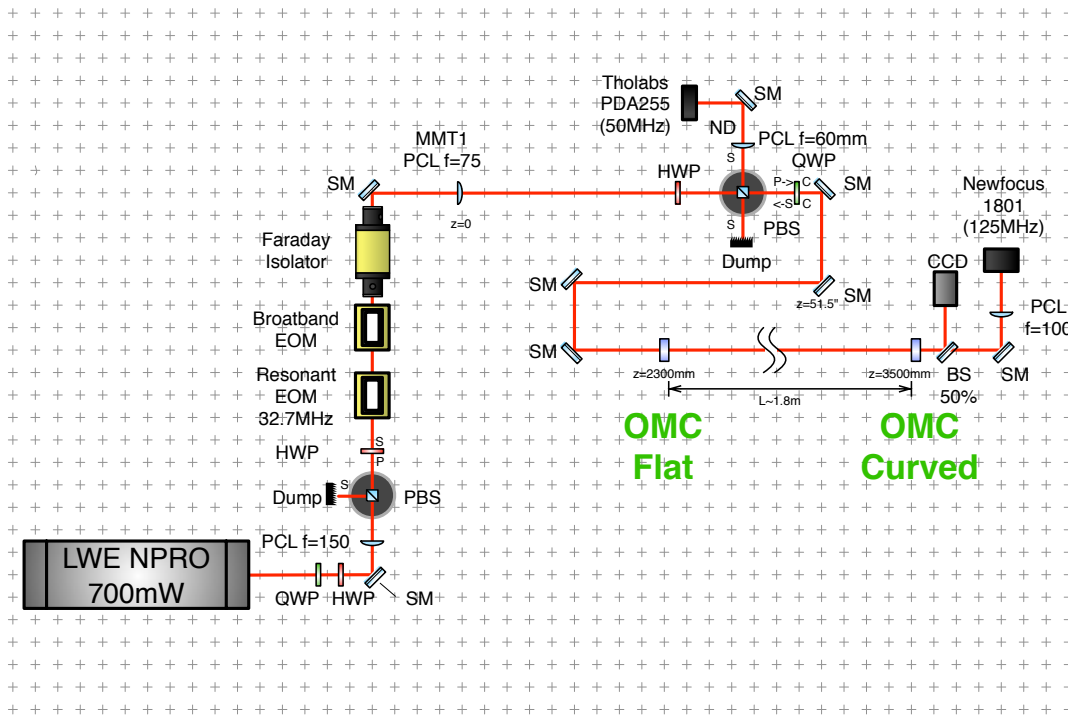 Tholabs
PDA255
(50MHz)
SM
ND
PCL f=60mm
MMT1
PCL f=75
S
HWP
QWP
P-> C
<-S C
SM
SM
Newfocus
1801
(125MHz)
z=0
S
PBS
Faraday
Isolator
Dump
CCD
SM
z=51.5"
SM
PCL
f=100
Broatband
EOM
SM
z=2300mm
z=3500mm
BS
50%
SM
L~1.8m
Resonant
EOM
32.7MHz
OMC
Flat
OMC
Curved
HWP
S
P
S
Dump
PBS
PCL f=150
LWE NPRO
700mW
QWP
HWP
SM